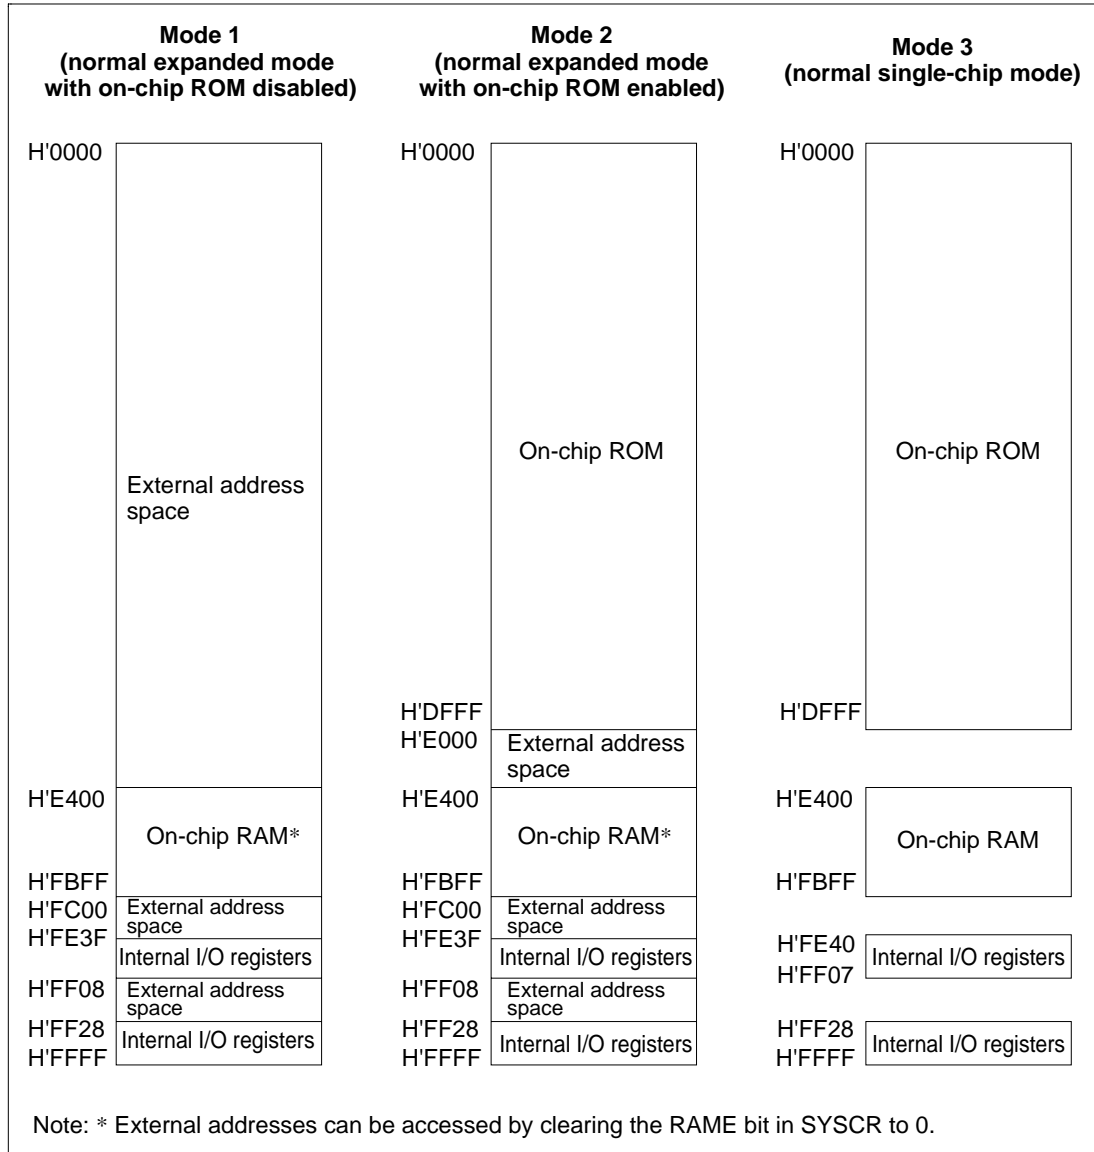 Mode 1
(normal expanded mode
with on-chip ROM disabled)
H'0000
External address
space
H'E400
On-chip RAM*
H'FBFF
H'FC00
External address
space
H'FE3F
Internal I/O registers
H'FF08
External address
space
H'FF28
Internal I/O registers
H'FFFF
Mode 2
(normal expanded mode
with on-chip ROM enabled)
H'0000
On-chip ROM
H'DFFF
H'E000
External address
space
H'E400
On-chip RAM*
H'FBFF
H'FC00
External address
space
H'FE3F
Internal I/O registers
H'FF08
External address
space
H'FF28
Internal I/O registers
H'FFFF
Mode 3
(normal single-chip mode)
H'0000
On-chip ROM
H'DFFF
H'E400
On-chip RAM
H'FBFF
H'FE40
Internal I/O registers
H'FF07
H'FF28
Internal I/O registers
H'FFFF
Note: * External addresses can be accessed by clearing the RAME bit in SYSCR to 0.